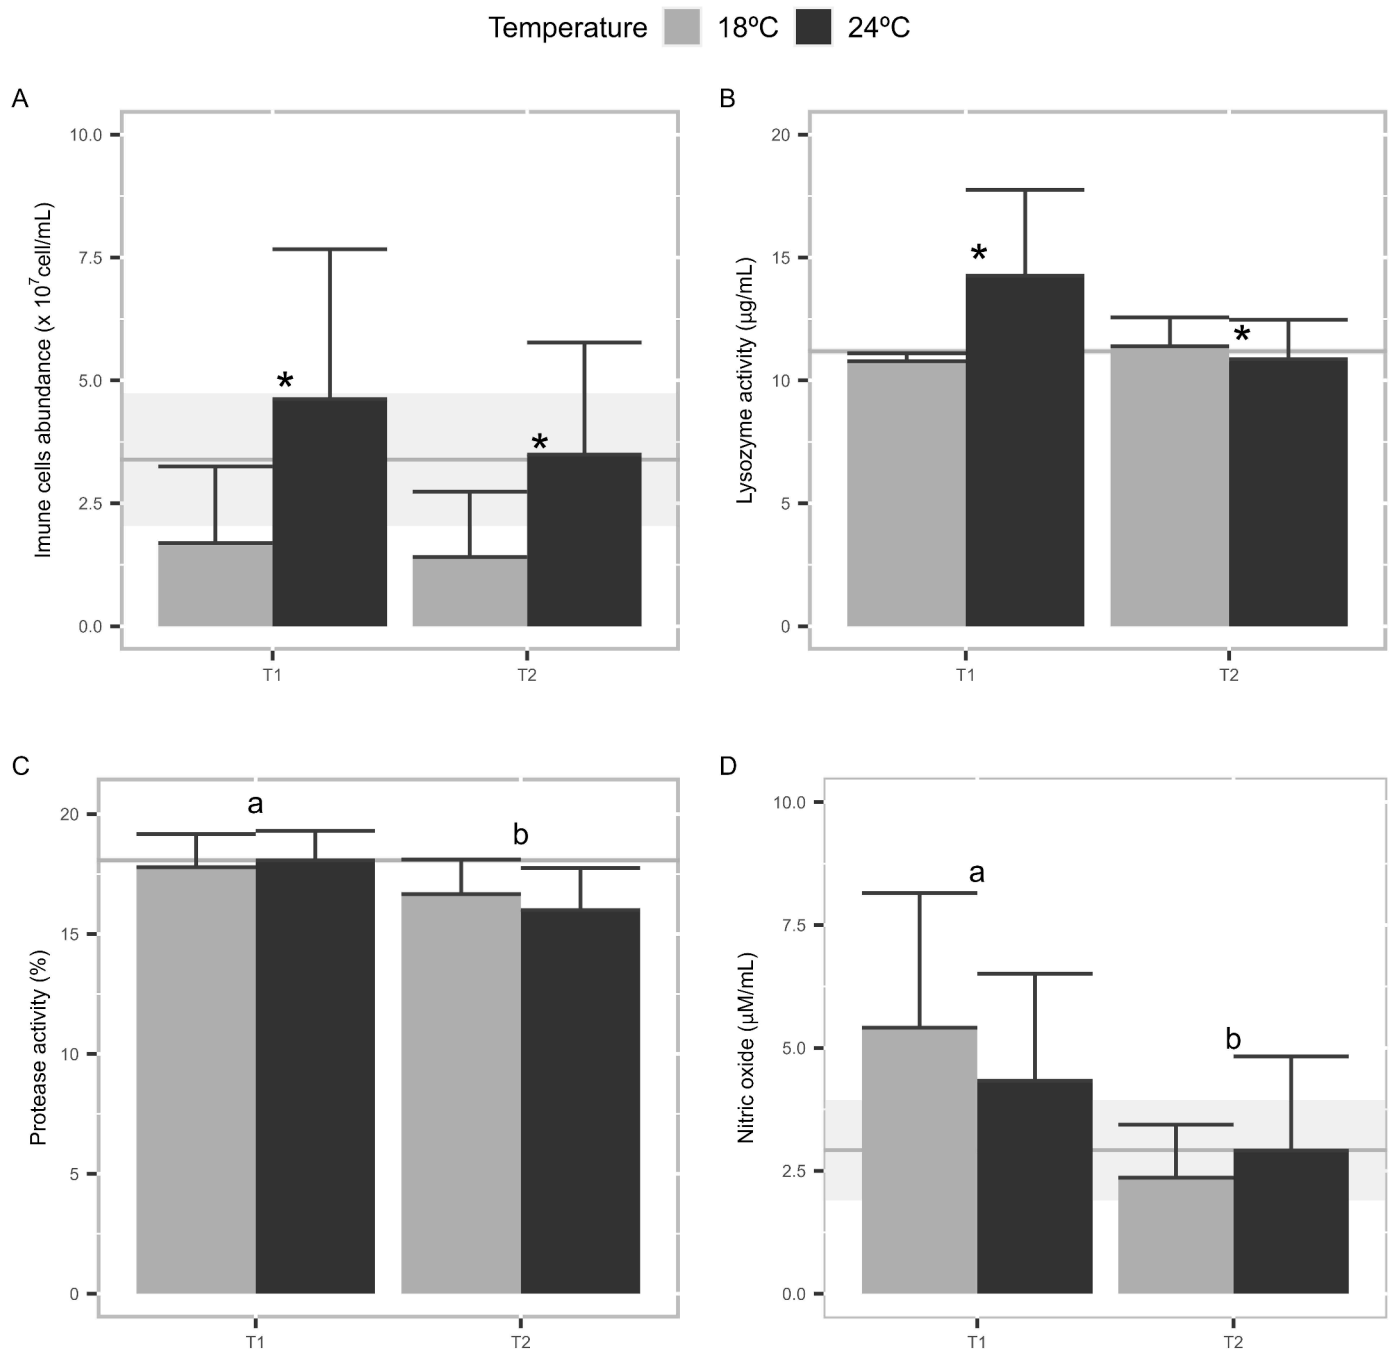 Temperature 18ºC 24ºC
A
B
10.0
7.5
5.0
2.5
0.0
Imune cells abundance (x 10⁷cell/mL)
*
*
T1
T2
20
15
10
5
0
Lysozyme activity (µg/mL)
*
*
T1
T2
C
D
20
15
10
5
0
Protease activity (%)
a
b
T1
T2
10.0
7.5
5.0
2.5
0.0
Nitric oxide (µM/mL)
a
b
T1
T2